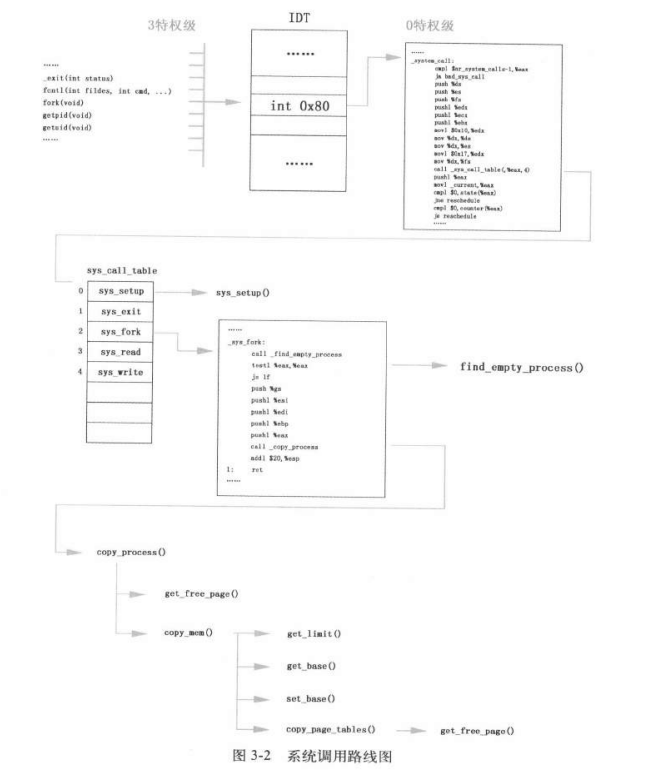 IDT
3特权级
0特权级
......
_exit(int status)
fcntl(int fildes, int cmd, ...)
fork(void)
getpid(void)
getuid(void)
......
......
int 0x80
......
......
_system_call:
cmpl $nr_system_calls-1,%eax
ja bad_sys_call
push %ds
push %es
push %fs
pushl %edx
pushl %ecx
pushl %ebx
movl $0x10,%edx
mov %dx,%ds
mov %dx,%es
movl $0x17,%edx
mov %dx,%fs
call _sys_call_table(,%eax,4)
pushl %eax
movl _current,%eax
cmpl $0,state(%eax)
jne reschedule
cmpl $0,counter(%eax)
je reschedule
......
sys_call_table
0 sys_setup
sys_setup()
1 sys_exit
2 sys_fork
3 sys_read
4 sys_write
......
_sys_fork:
call _find_empty_process
testl %eax,%eax
js 1f
push %gs
pushl %esi
pushl %edi
pushl %ebp
pushl %eax
call _copy_process
addl $20,%esp
1: ret
......
find_empty_process()
copy_process()
get_free_page()
copy_mem()
get_limit()
get_base()
set_base()
copy_page_tables()
get_free_page()
图 3-2 系统调用路线图